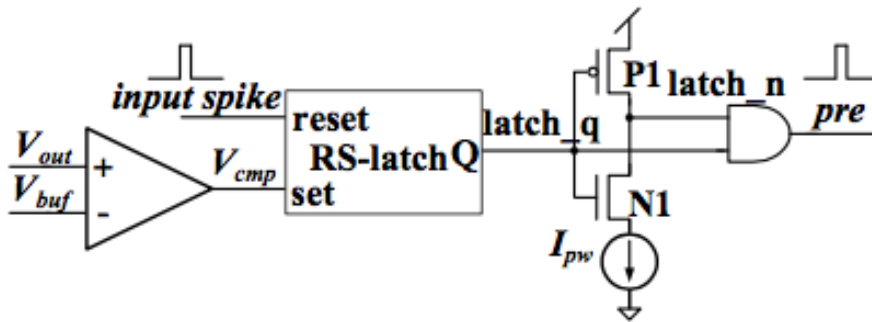 input spike
reset
RS-latch
Q
set
V_out
V_buf
+
-
V_cmp
latch_q
P1
latch_n
N1
I_pw
pre